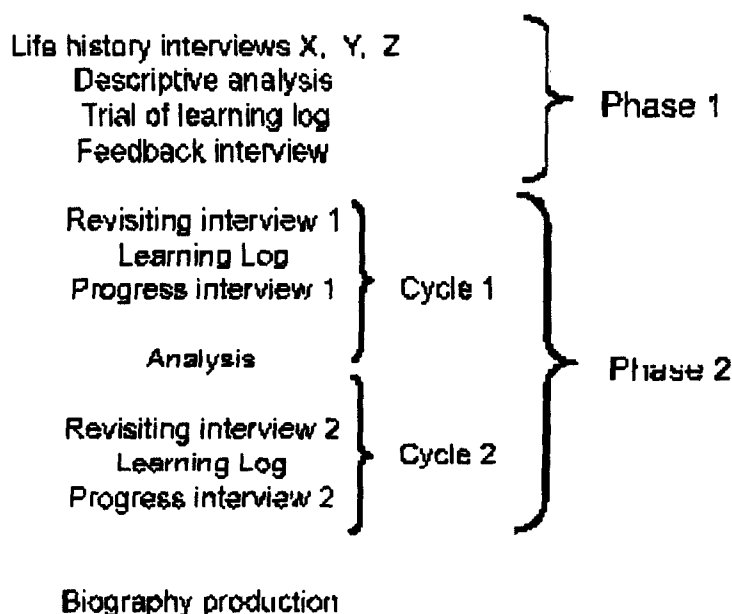 Life history interviews X, Y, Z
Descriptive analysis
Trial of learning log
Feedback interview
Phase 1
Revisiting interview 1
Learning Log
Progress interview 1
Cycle 1
Analysis
Phase 2
Revisiting interview 2
Learning Log
Progress interview 2
Cycle 2
Biography production